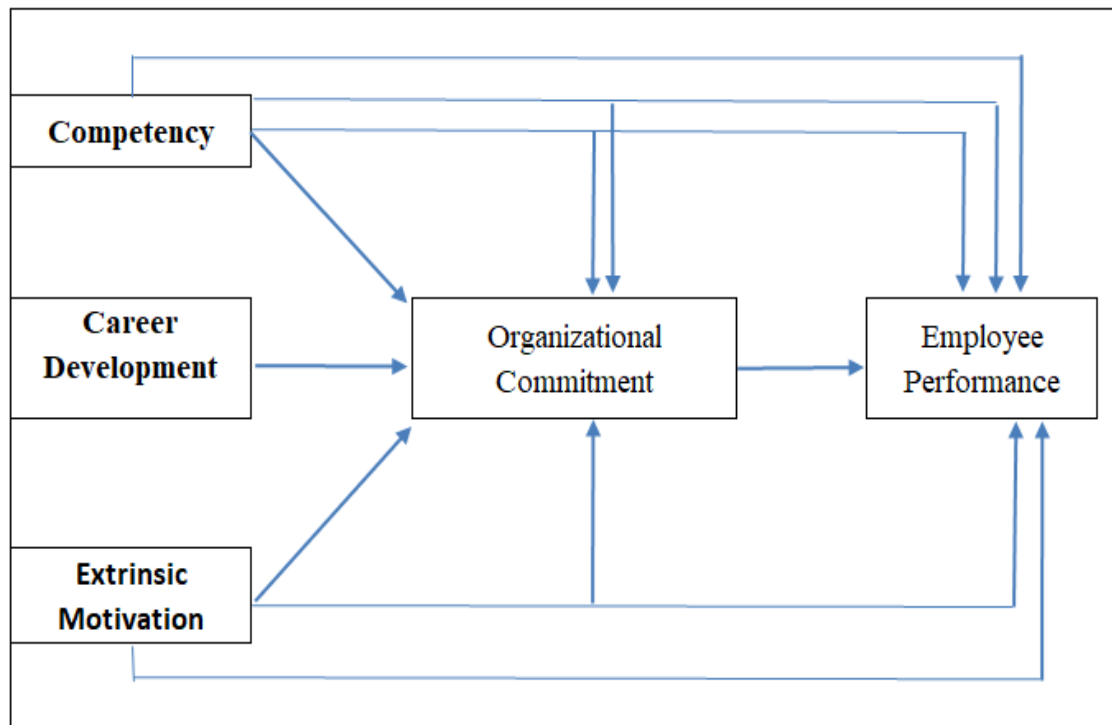 Competency
Career
Development
Organizational
Commitment
Employee
Performance
Extrinsic
Motivation